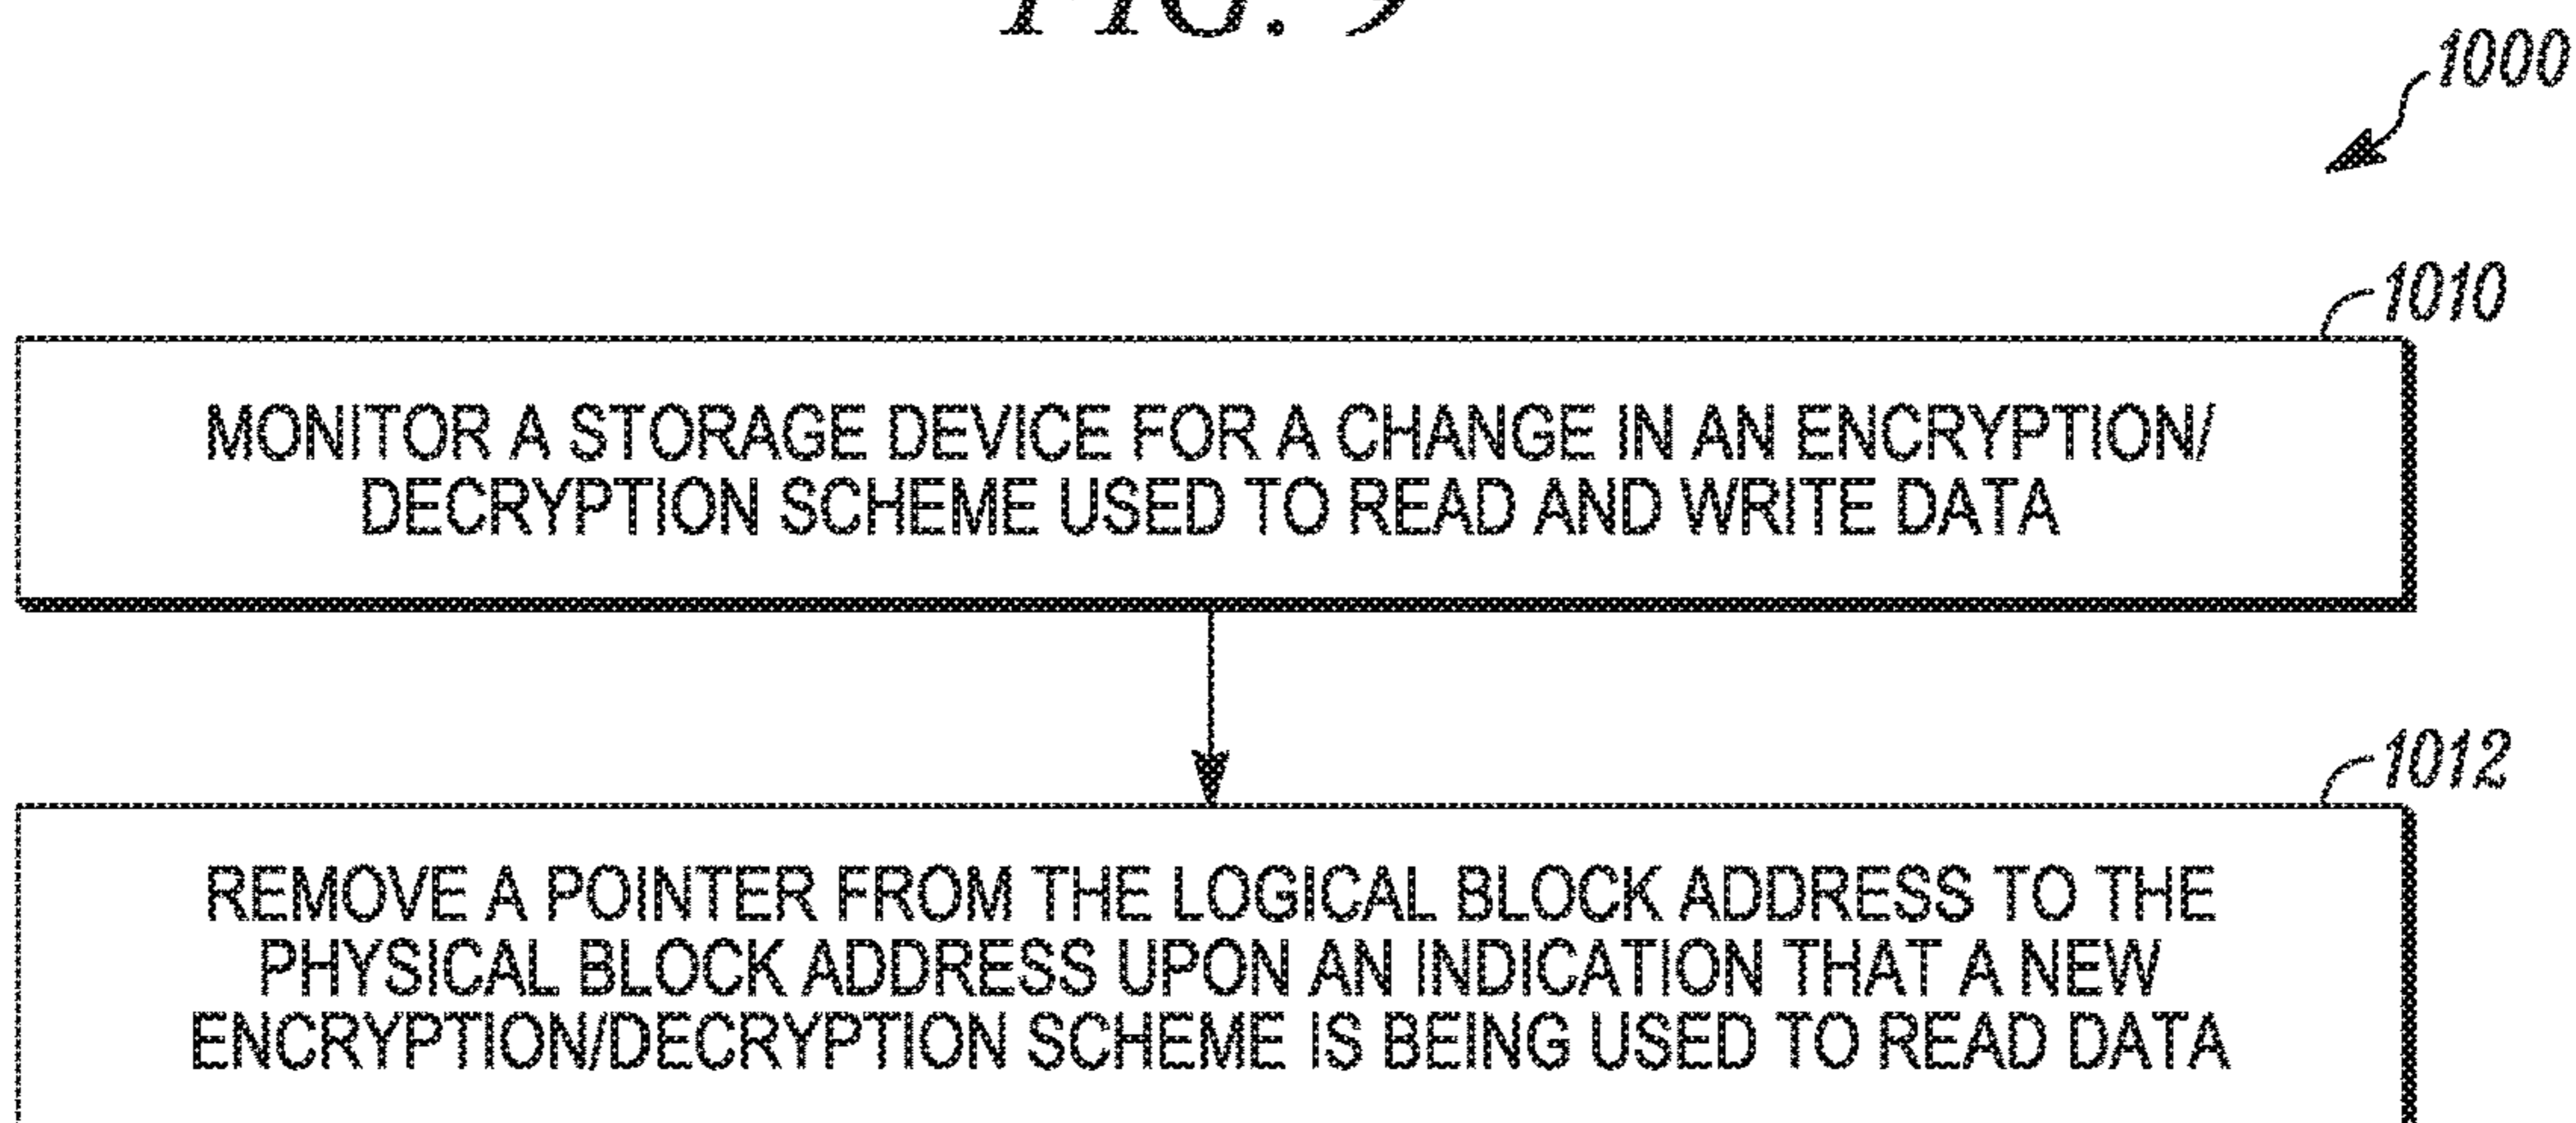 FIG. 9
1000
1010
MONITOR A STORAGE DEVICE FOR A CHANGE IN AN ENCRYPTION/
DECRYPTION SCHEME USED TO READ AND WRITE DATA
1012
REMOVE A POINTER FROM THE LOGICAL BLOCK ADDRESS TO THE
PHYSICAL BLOCK ADDRESS UPON AN INDICATION THAT A NEW
ENCRYPTION/DECRYPTION SCHEME IS BEING USED TO READ DATA